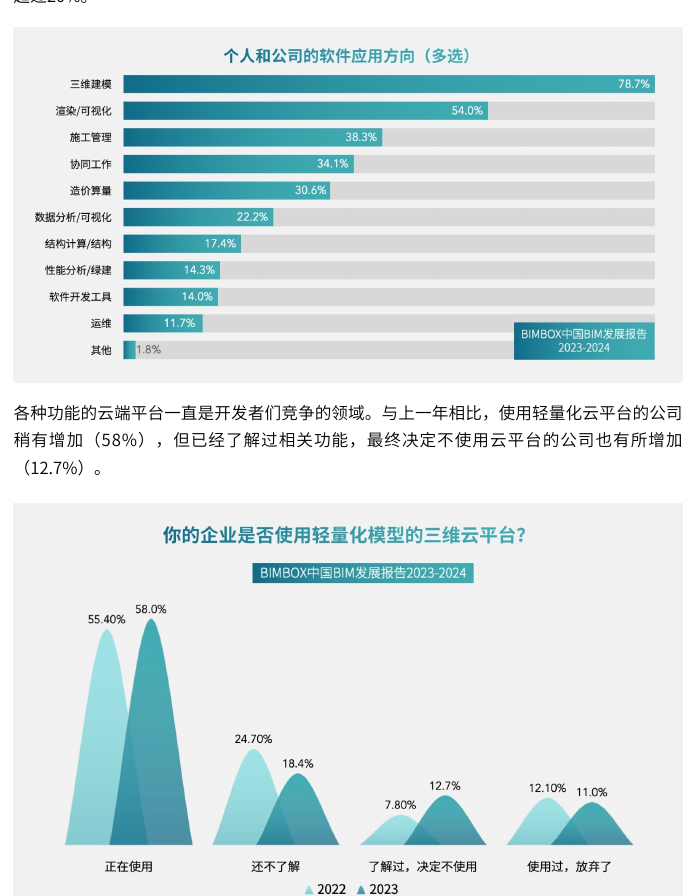 超过20%。
个人和公司的软件应用方向（多选）
三维建模 78.7%
渲染/可视化 54.0%
施工管理 38.3%
协同工作 34.1%
造价算量 30.6%
数据分析/可视化 22.2%
结构计算/结构 17.4%
性能分析/绿建 14.3%
软件开发工具 14.0%
运维 11.7%
其他 1.8%
BIMBOX中国BIM发展报告
2023-2024
各种功能的云端平台一直是开发者们竞争的领域。与上一年相比，使用轻量化云平台的公司
稍有增加（58%），但已经了解过相关功能，最终决定不使用云平台的公司也有所增加
（12.7%）。
你的企业是否使用轻量化模型的三维云平台？
BIMBOX中国BIM发展报告2023-2024
55.40% 58.0%
24.70% 18.4%
7.80% 12.7%
12.10% 11.0%
正在使用 还不了解 了解过，决定不使用 使用过，放弃了
2022 2023